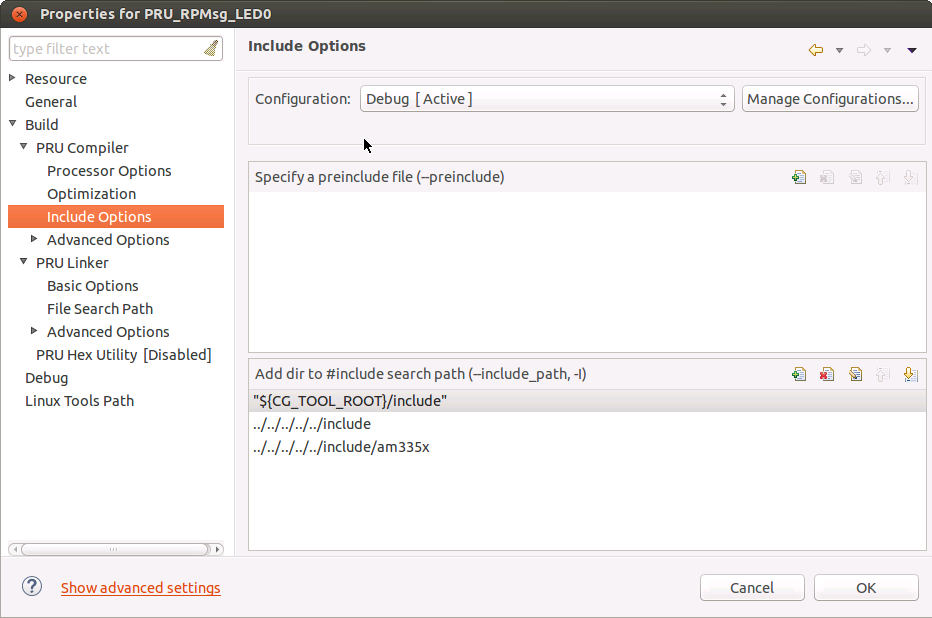 Properties for PRU_RPMsg_LED0
type filter text
Resource
General
Build
PRU Compiler
Processor Options
Optimization
Include Options
Advanced Options
PRU Linker
Basic Options
File Search Path
Advanced Options
PRU Hex Utility [Disabled]
Debug
Linux Tools Path
Include Options
Configuration: Debug [ Active ] Manage Configurations...
Specify a preinclude file (--preinclude)
Add dir to #include search path (--include_path, -I)
"${CG_TOOL_ROOT}/include"
../../../../../include
../../../../../include/am335x
Show advanced settings
Cancel OK